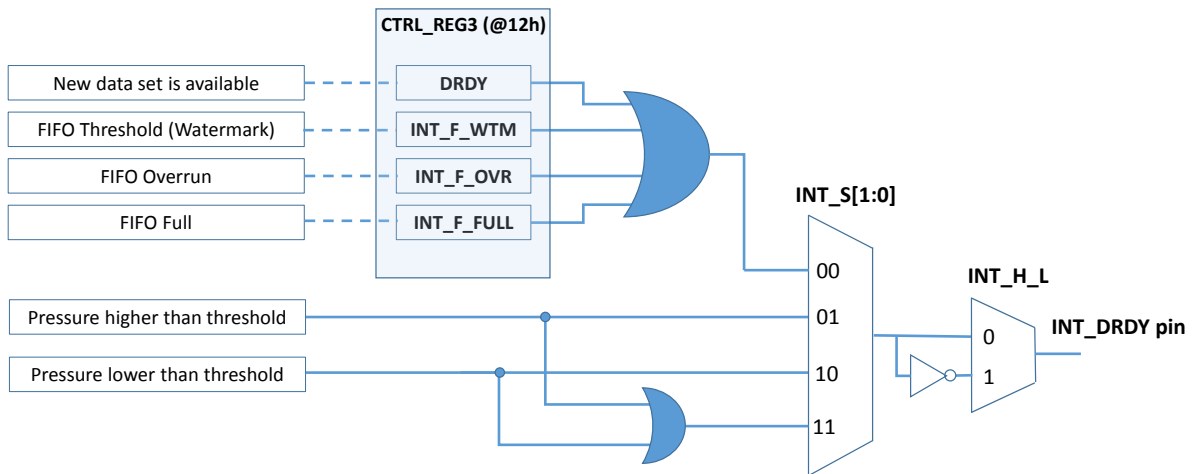 CTRL_REG3 (@12h)
New data set is available
DRDY
FIFO Threshold (Watermark)
INT_F_WTM
FIFO Overrun
INT_F_OVR
FIFO Full
INT_F_FULL
INT_S[1:0]
00
INT_H_L
Pressure higher than threshold
01
INT_DRDY pin
0
Pressure lower than threshold
10
1
11